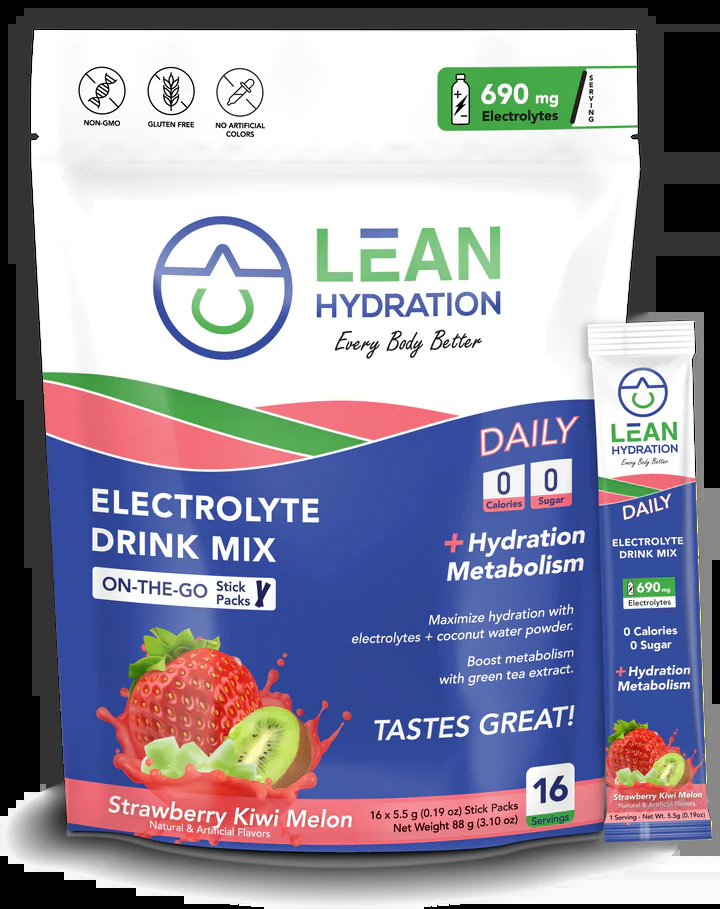 NON-GMO
GLUTEN FREE
NO ARTIFICIAL
COLORS
690 mg
Electrolytes
SERVING
LEAN
HYDRATION
Every Body Better
DAILY
0
Calories
0
Sugar
ELECTROLYTE
DRINK MIX
ON-THE-GO Stick
Packs
+Hydration
Metabolism
Maximize hydration with
electrolytes + coconut water powder.
Boost metabolism
with green tea extract.
TASTES GREAT!
Strawberry Kiwi Melon
Natural & Artificial Flavors
16 x 5.5 g (0.19 oz) Stick Packs
Net Weight 88 g (3.10 oz)
16
Servings
LEAN
HYDRATION
Every Body Better
DAILY
ELECTROLYTE
DRINK MIX
690 mg
Electrolytes
0 Calories
0 Sugar
+Hydration
Metabolism
Strawberry Kiwi Melon
Natural & Artificial Flavors
1 Serving - Net Wt. 5.5g (0.19oz)